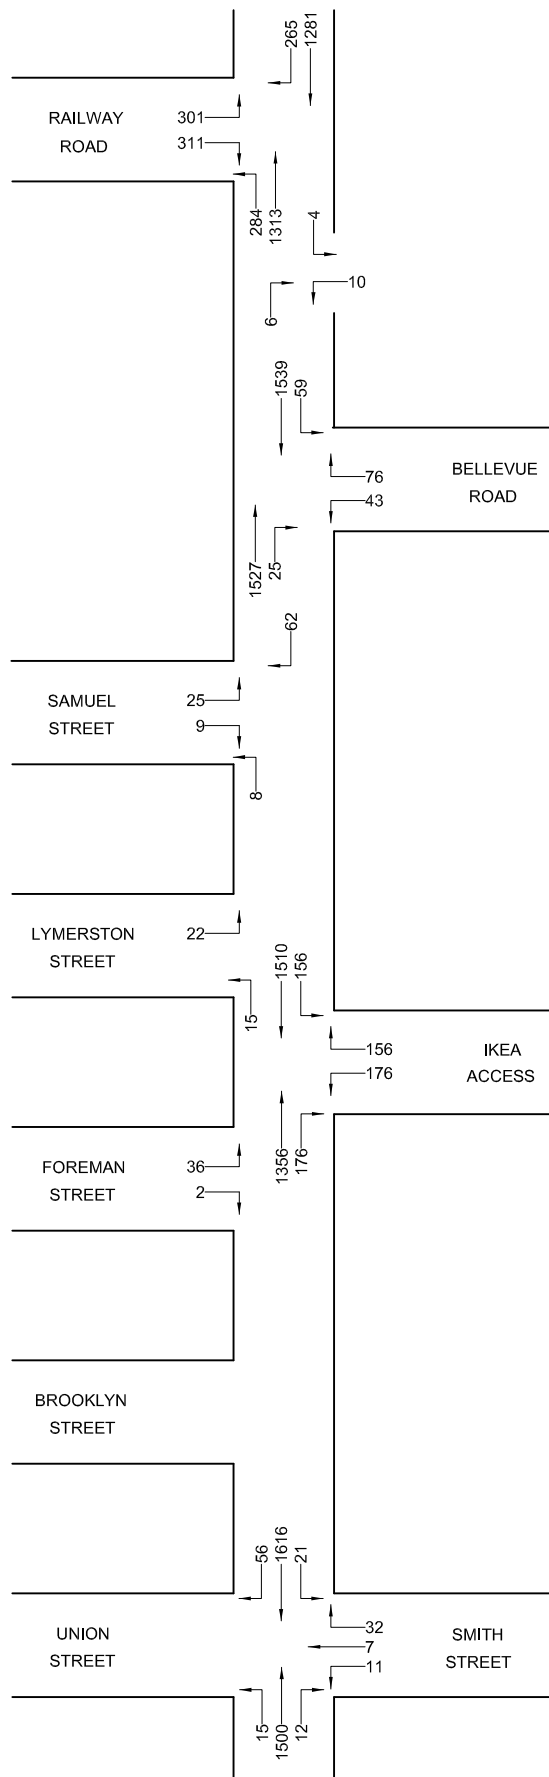 265
1281
RAILWAY
ROAD
301
311
284
1313
4
10
6
1539
59
BELLEVUE
ROAD
76
43
1527
25
62
SAMUEL
STREET
25
9
8
LYMERSTON
STREET
22
1510
156
15
156
176
IKEA
ACCESS
1356
176
FOREMAN
STREET
36
2
BROOKLYN
STREET
56
1616
21
UNION
STREET
32
7
11
SMITH
STREET
15
1500
12